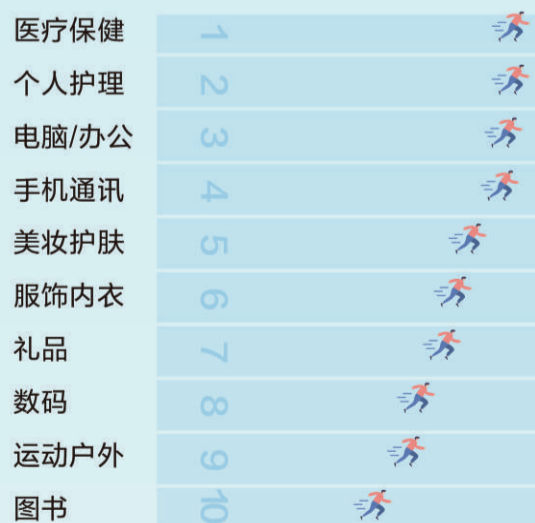 医疗保健 1
个人护理 2
电脑/办公 3
手机通讯 4
美妆护肤 5
服饰内衣 6
礼品 7
数码 8
运动户外 9
图书 10